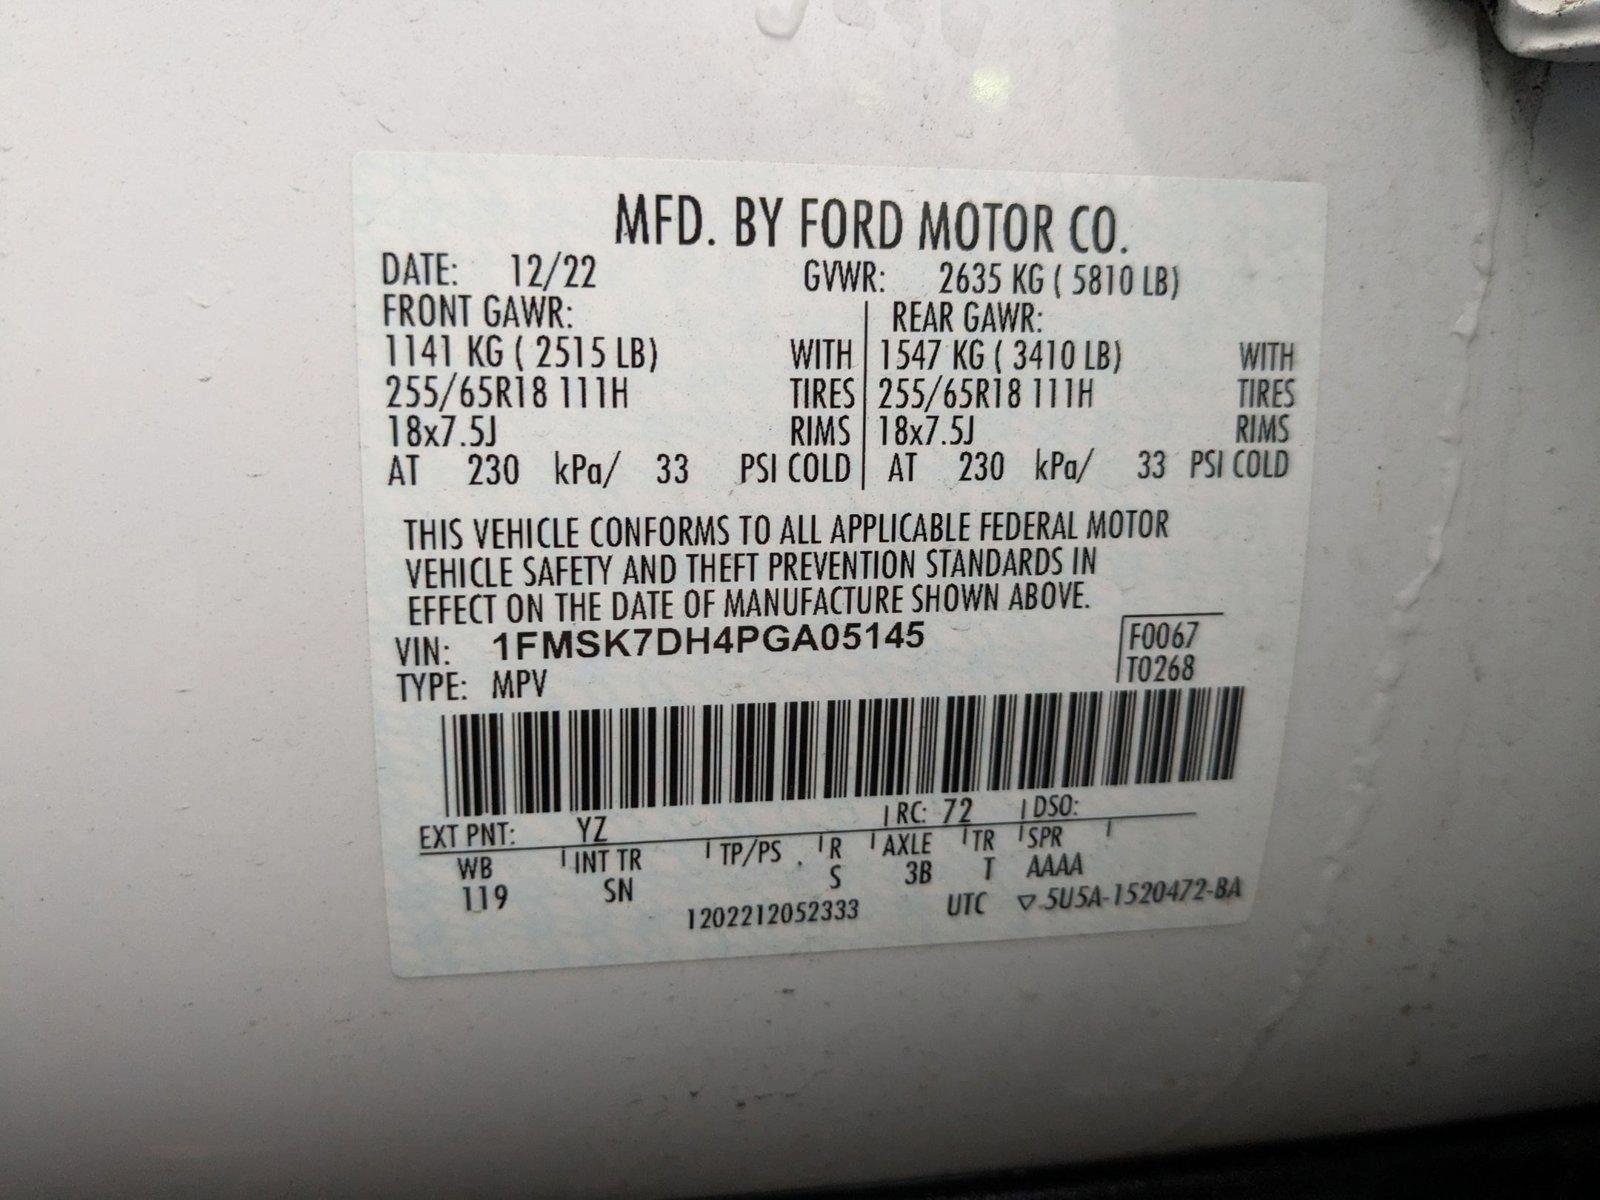 MFD. BY FORD MOTOR CO.
DATE: 12/22 GVWR: 2635 KG ( 5810 LB)
FRONT GAWR: REAR GAWR:
1141 KG ( 2515 LB) WITH 1547 KG ( 3410 LB) WITH
255/65R18 111H TIRES 255/65R18 111H TIRES
18x7.5J RIMS 18x7.5J RIMS
AT 230 kPa/ 33 PSI COLD AT 230 kPa/ 33 PSI COLD
THIS VEHICLE CONFORMS TO ALL APPLICABLE FEDERAL MOTOR
VEHICLE SAFETY AND THEFT PREVENTION STANDARDS IN
EFFECT ON THE DATE OF MANUFACTURE SHOWN ABOVE.
VIN: 1FMSK7DH4PGA05145 F0067
TYPE: MPV T0268
EXT PNT: YZ RC: 72 DSO:
WB INT TR TP/PS R AXLE TR SPR
119 SN S 3B T AAAA
1202212052333 UTC ▽ 5U5A-1520472-BA